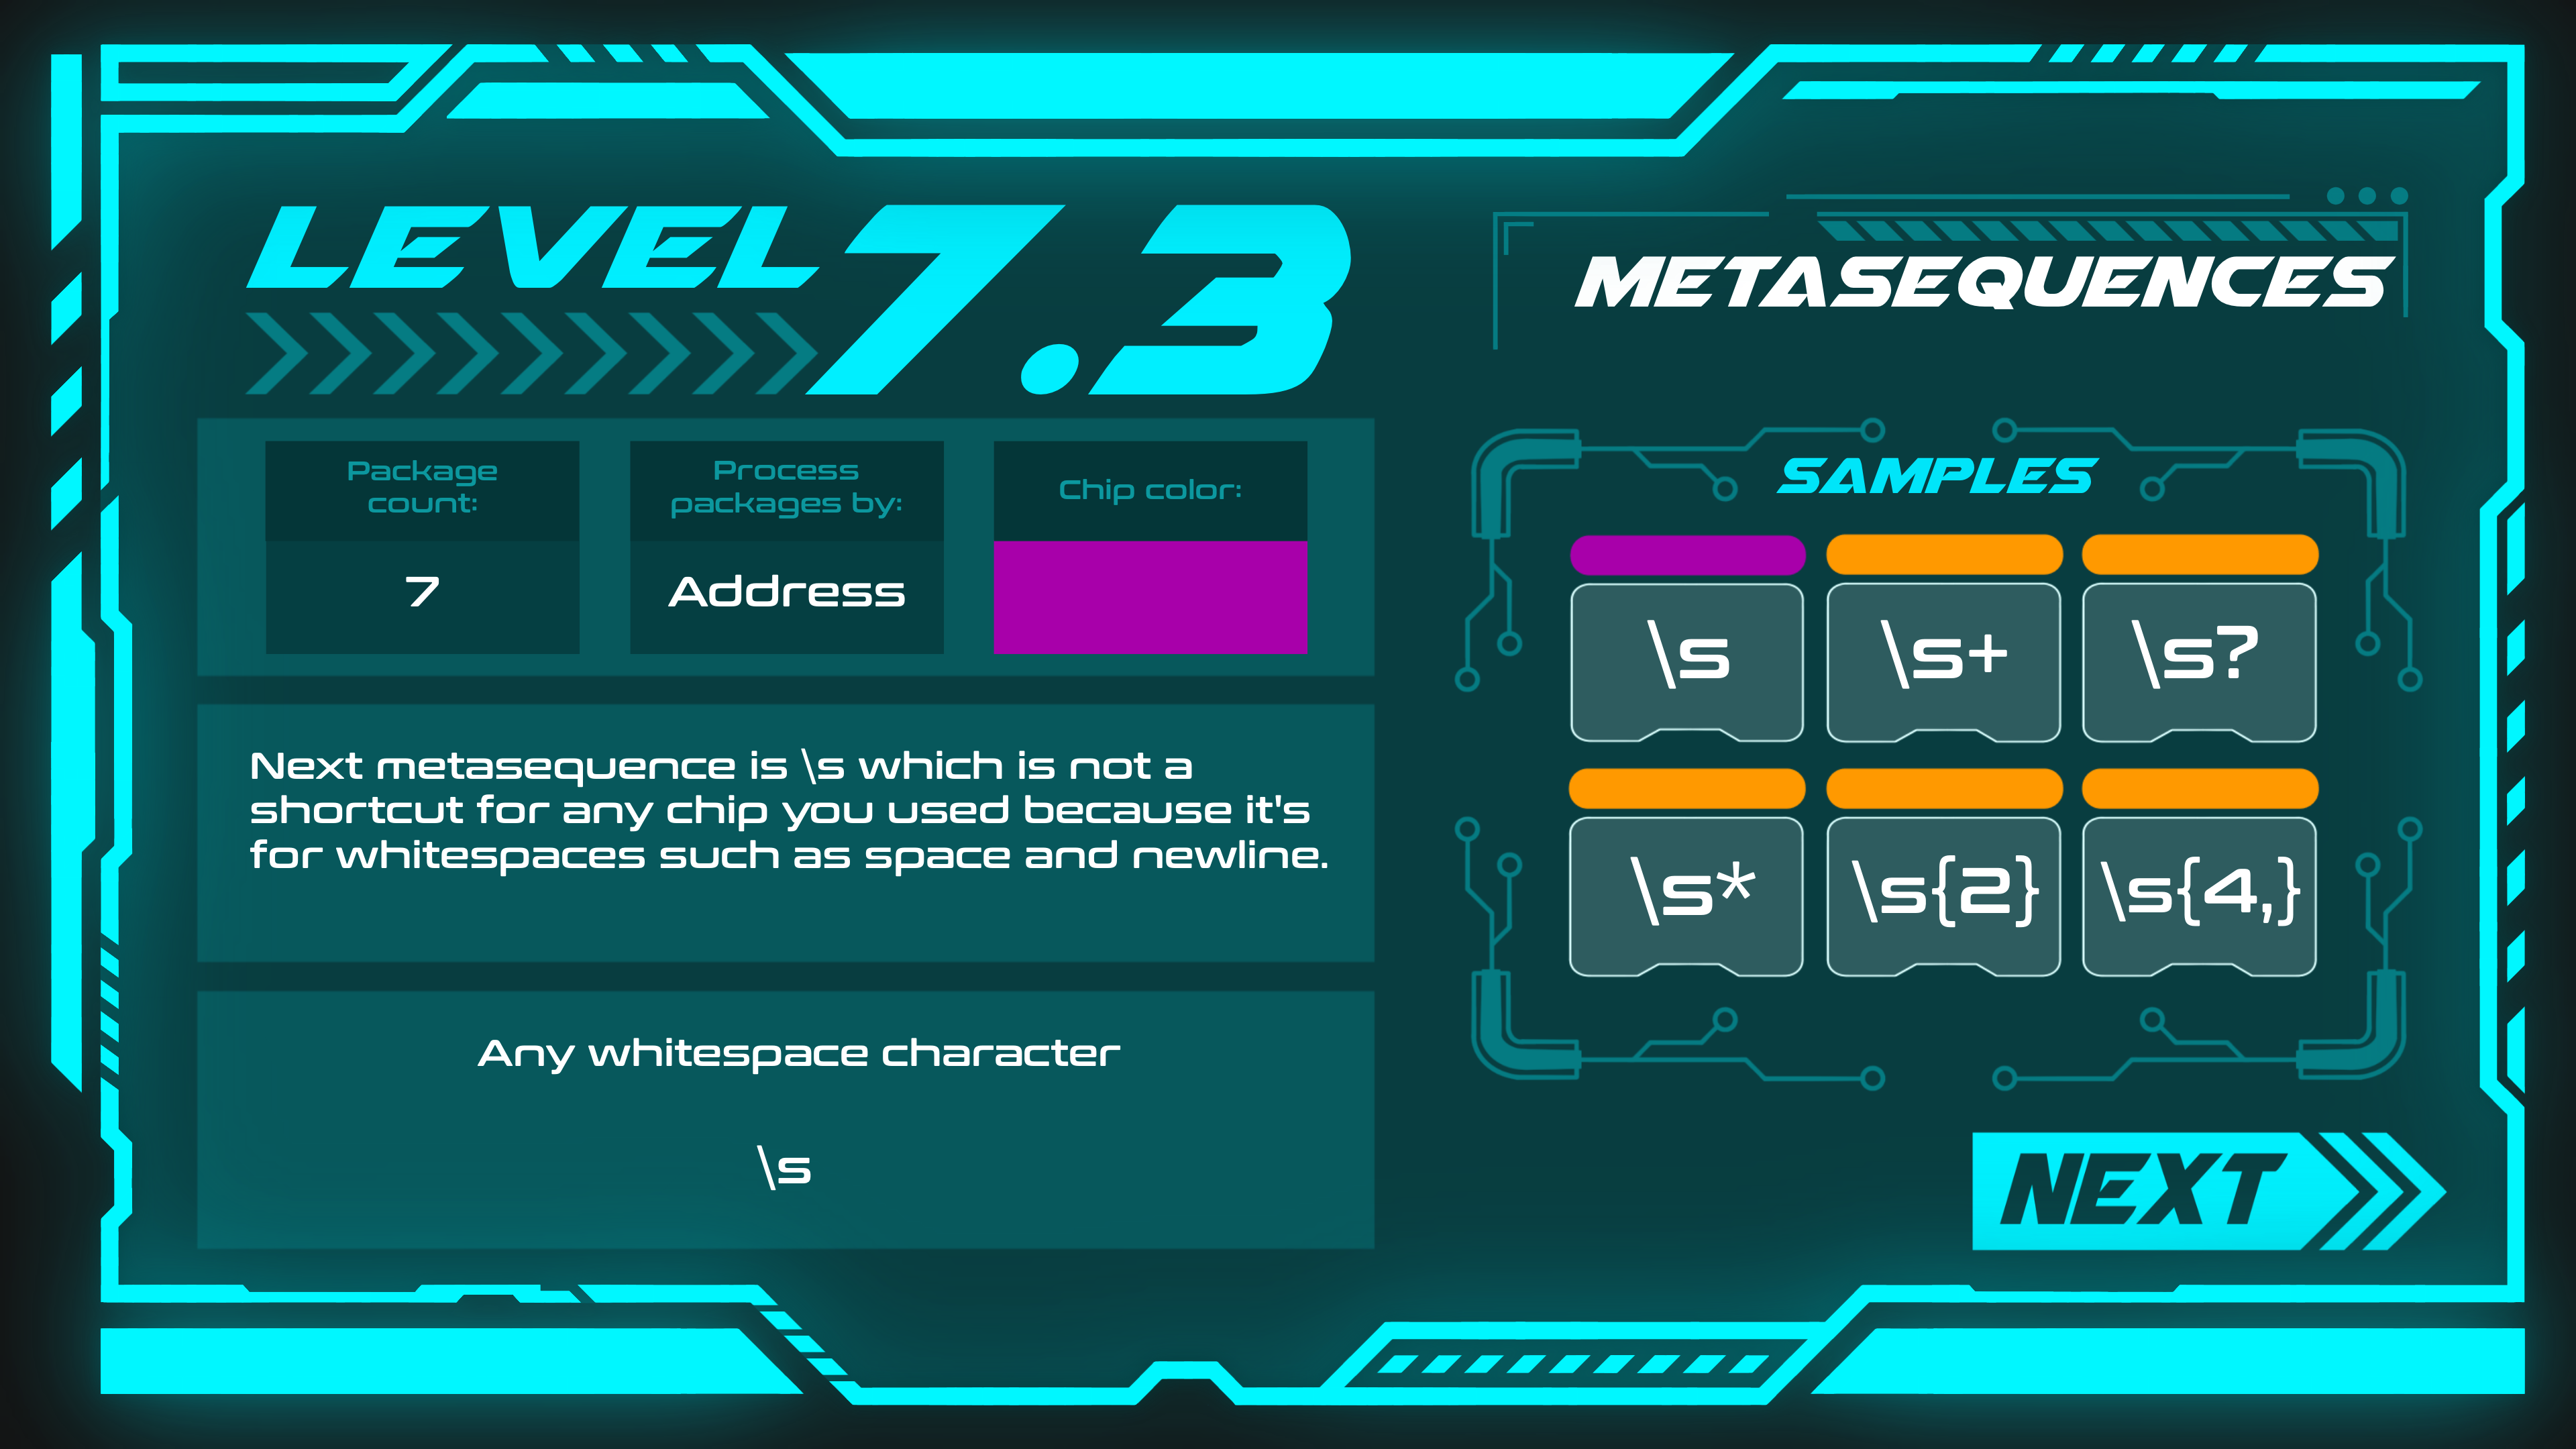 LEVEL 7.3
METASEQUENCES
Package
count:
7
Process
packages by:
Address
Chip color:
Next metasequence is \s which is not a
shortcut for any chip you used because it's
for whitespaces such as space and newline.
Any whitespace character
\s
SAMPLES
\s
\s+
\s?
\s*
\s{2}
\s{4,}
NEXT